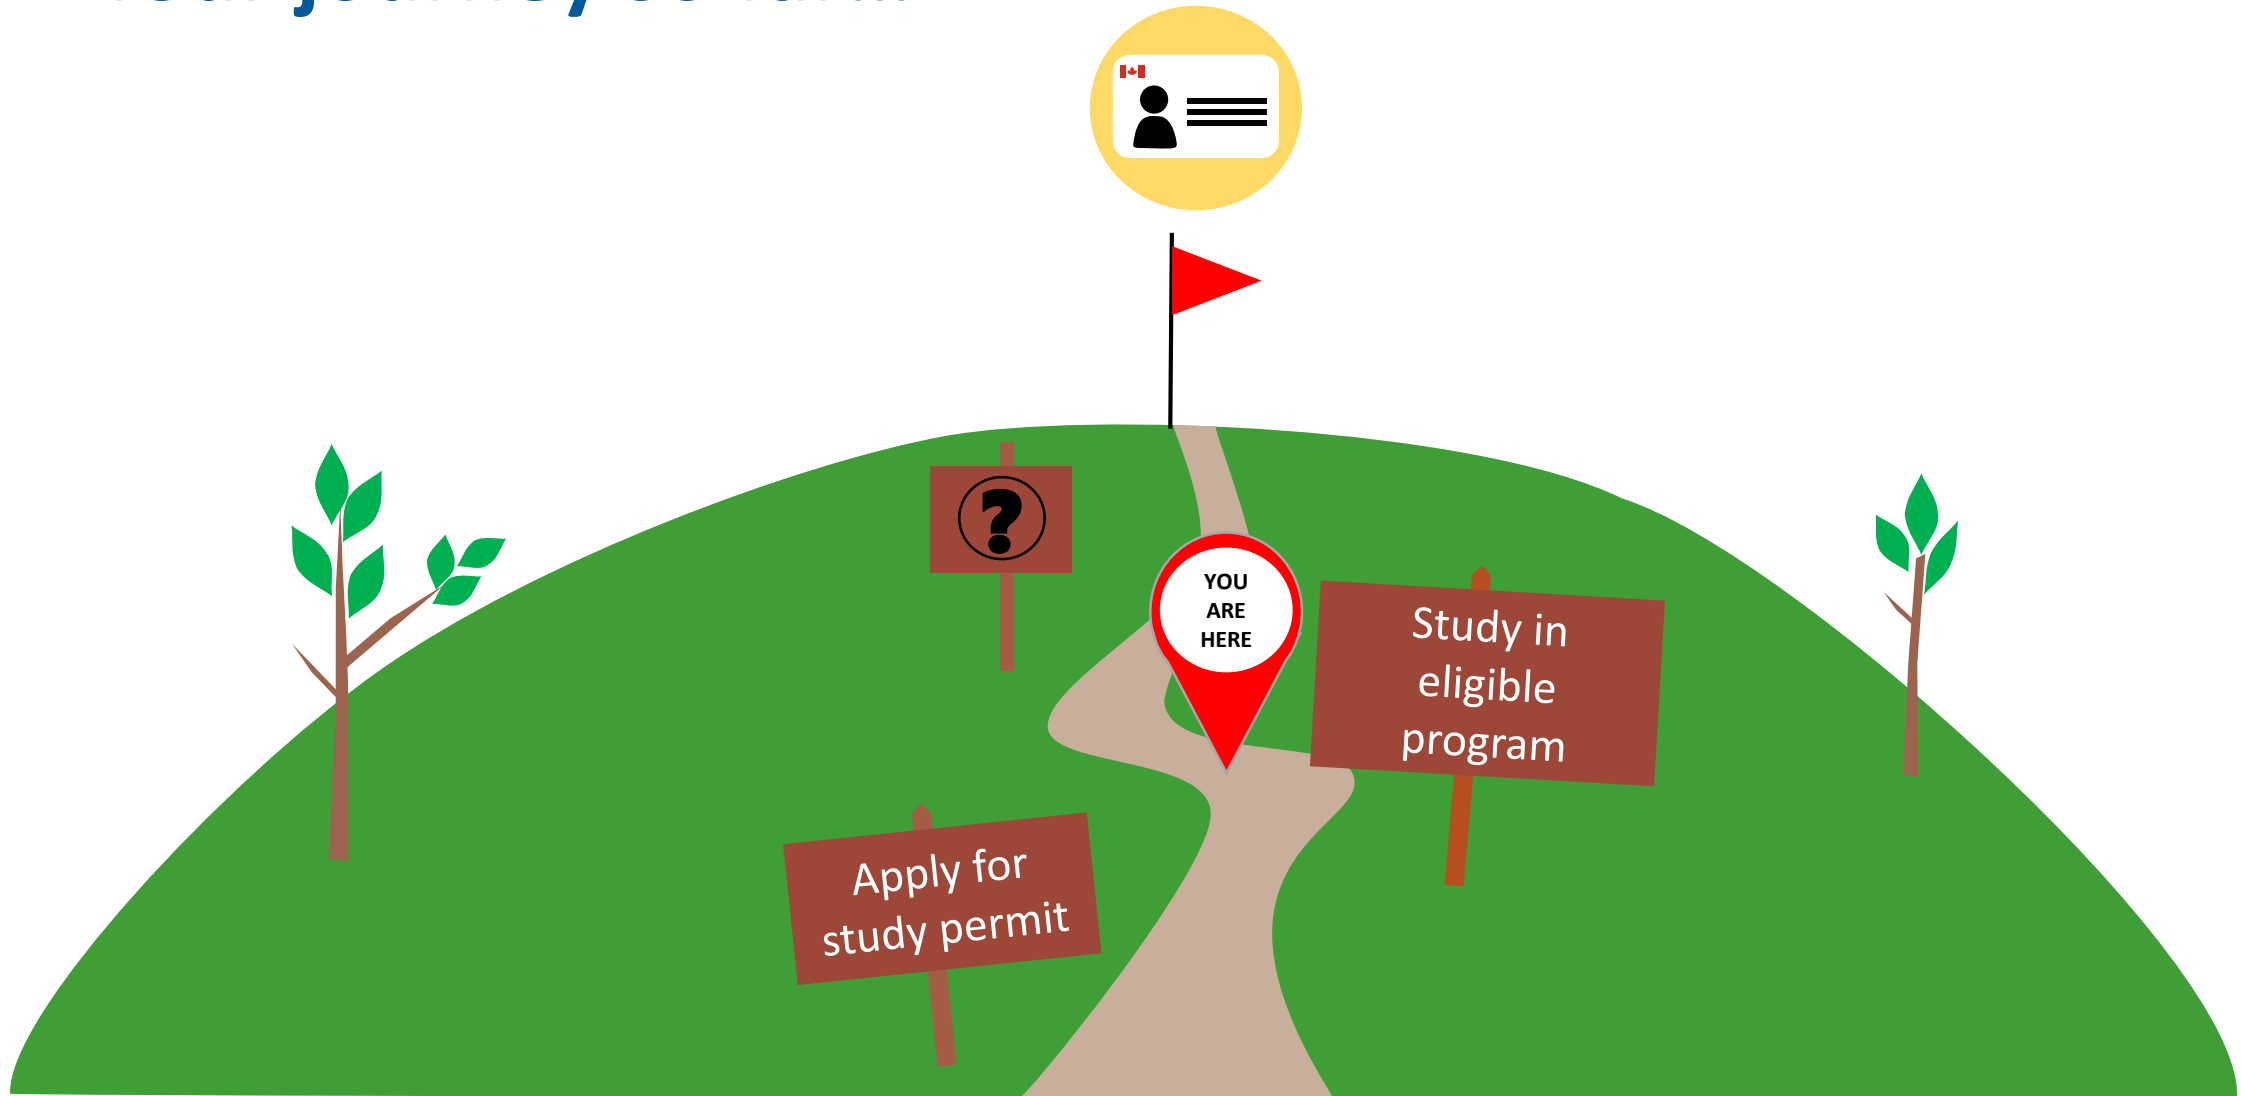 ?
YOU
ARE
HERE
Study in
eligible
program
Apply for
study permit